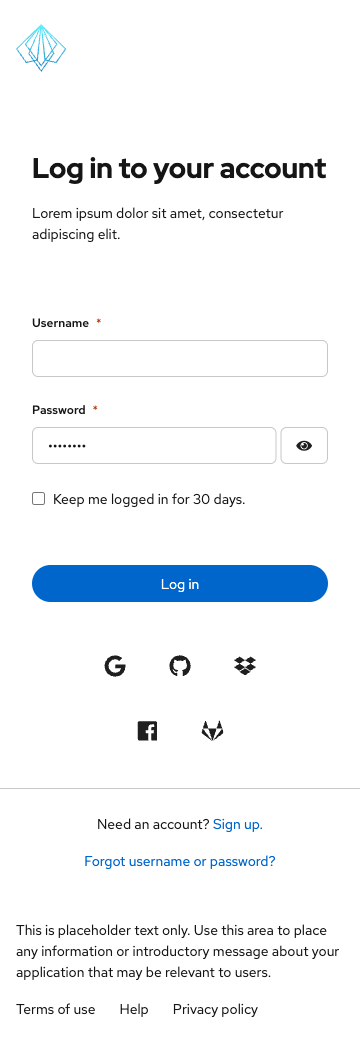 Log in to your account
Lorem ipsum dolor sit amet, consectetur
adipiscing elit.
Username *
Password *
••••••••
Keep me logged in for 30 days.
Log in
Need an account? Sign up.
Forgot username or password?
This is placeholder text only. Use this area to place
any information or introductory message about your
application that may be relevant to users.
Terms of use Help Privacy policy